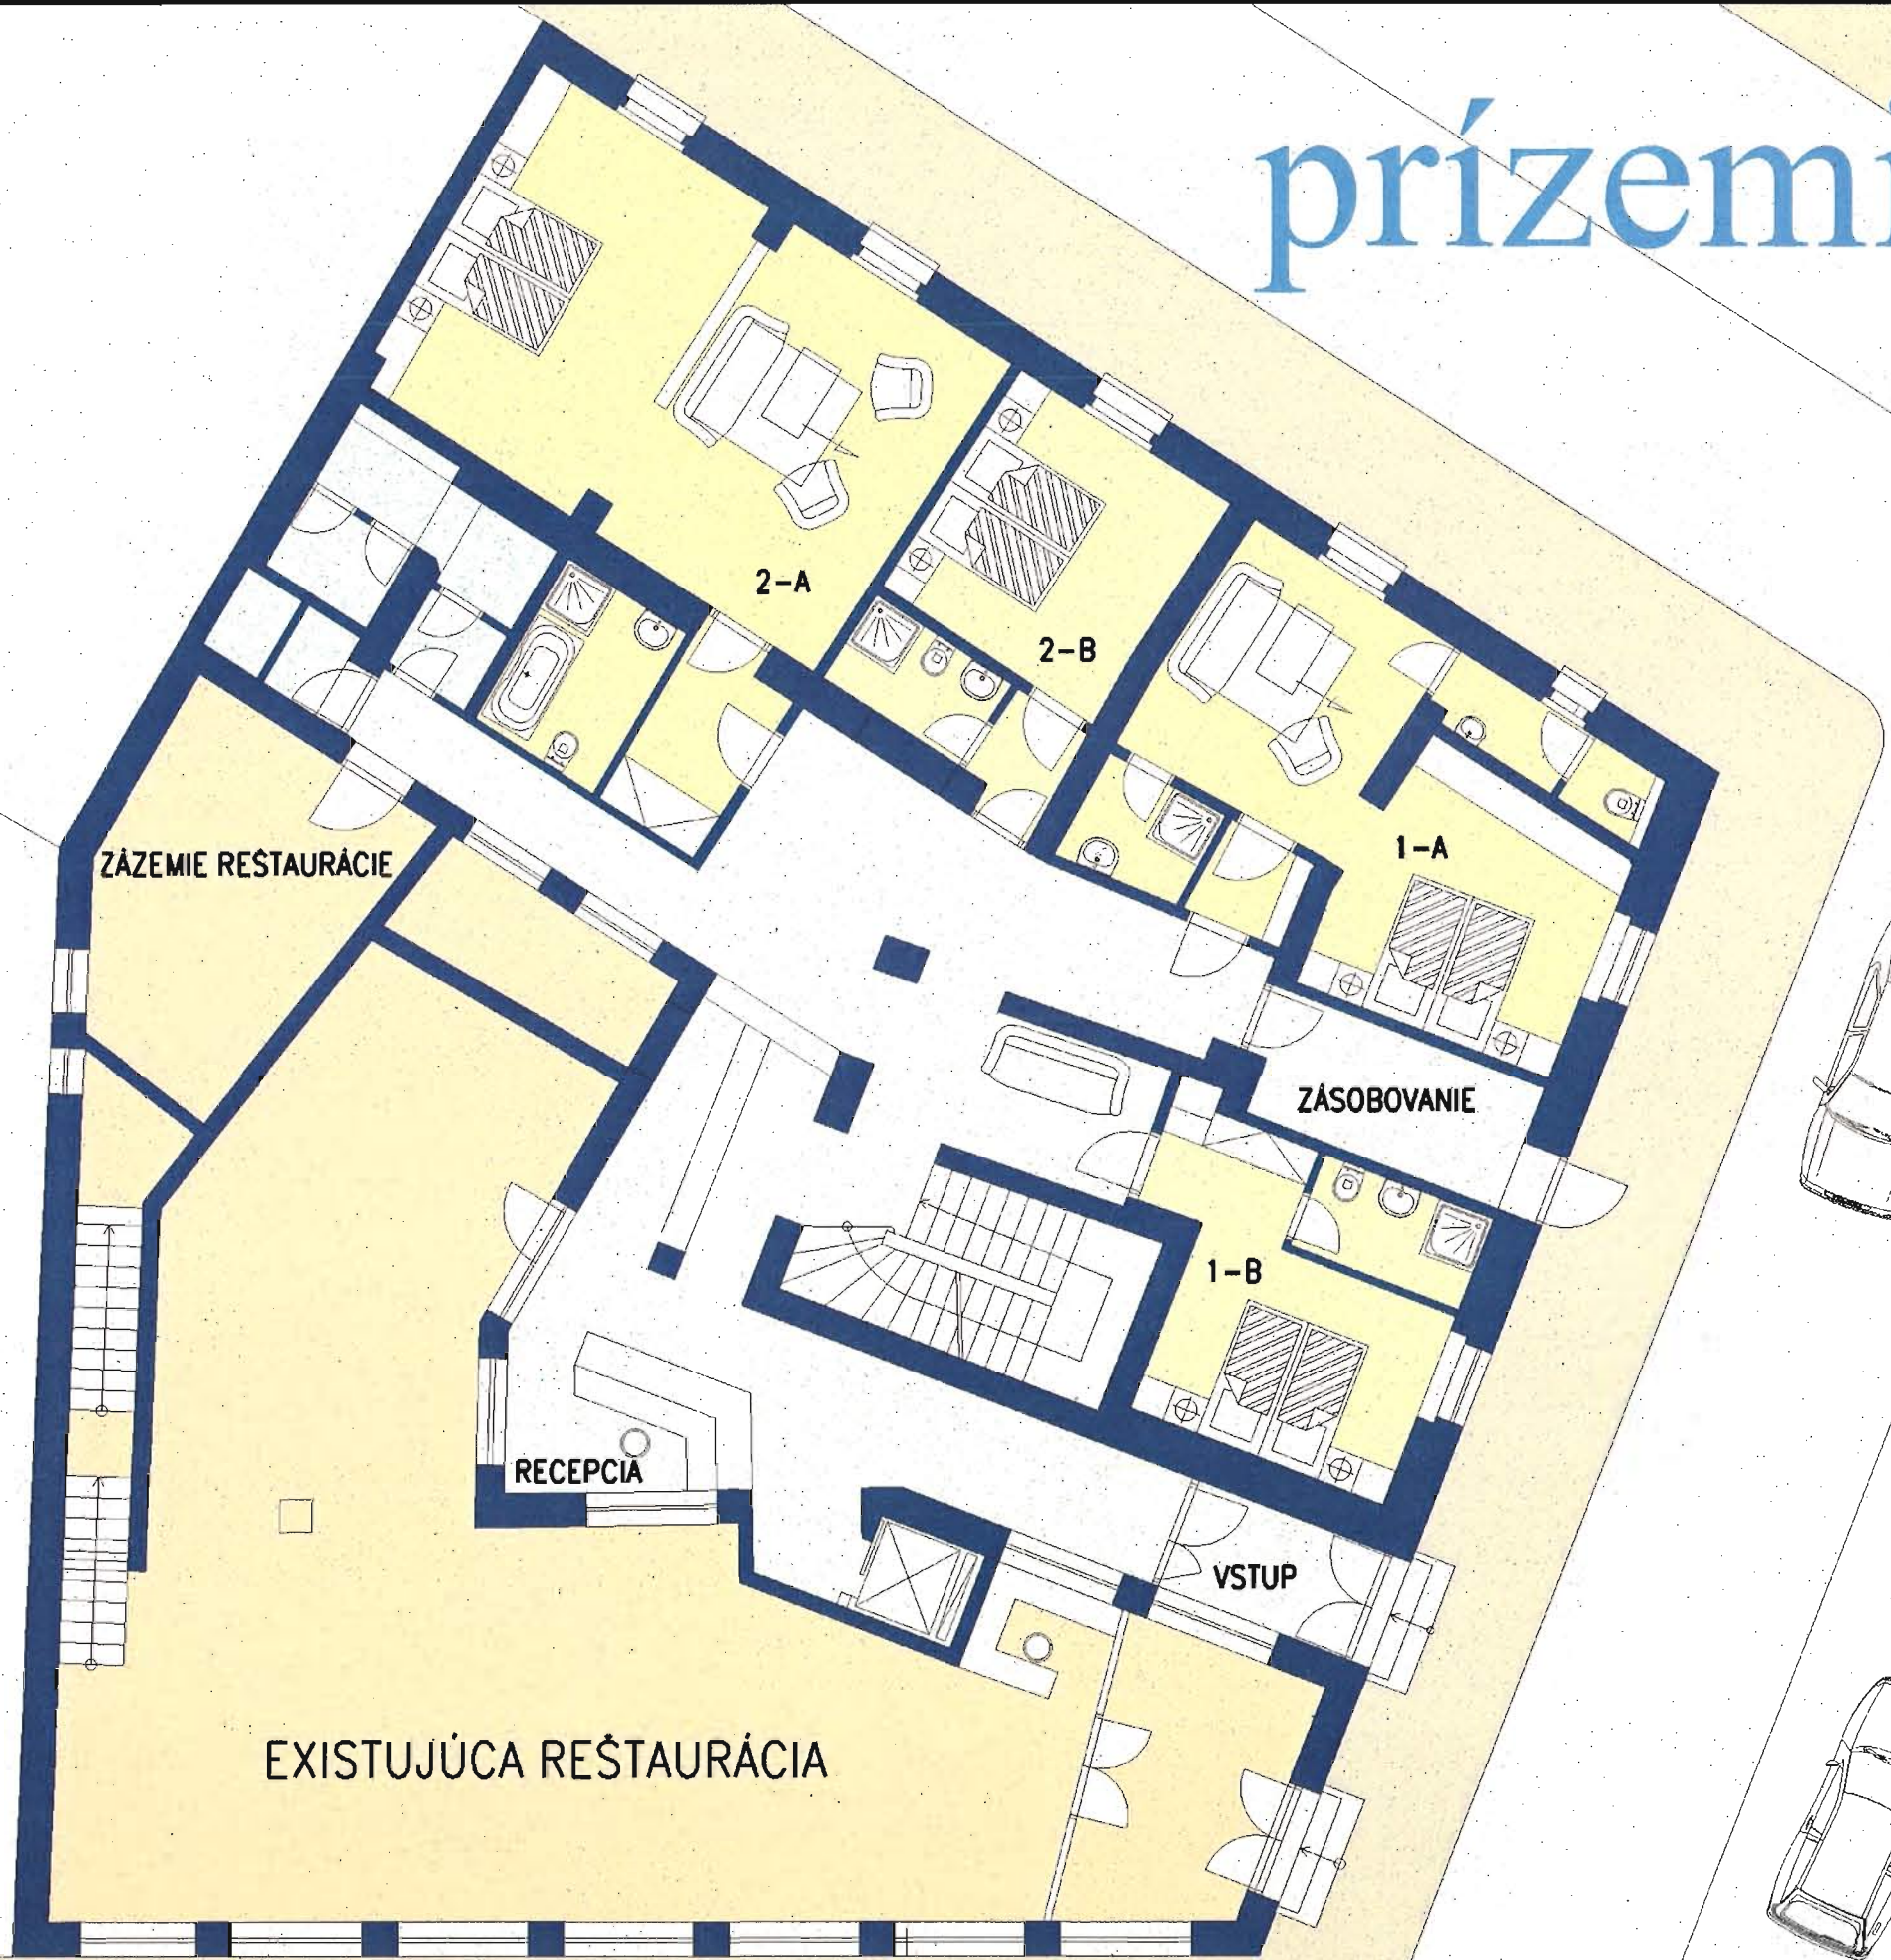 prízemi
2-A
2-B
1-A
ZÁZEMIE REŠTAURÁCIE
ZÁSOBOVANIE
1-B
RECEPCIA
VSTUP
EXISTUJÚCA REŠTAURÁCIA